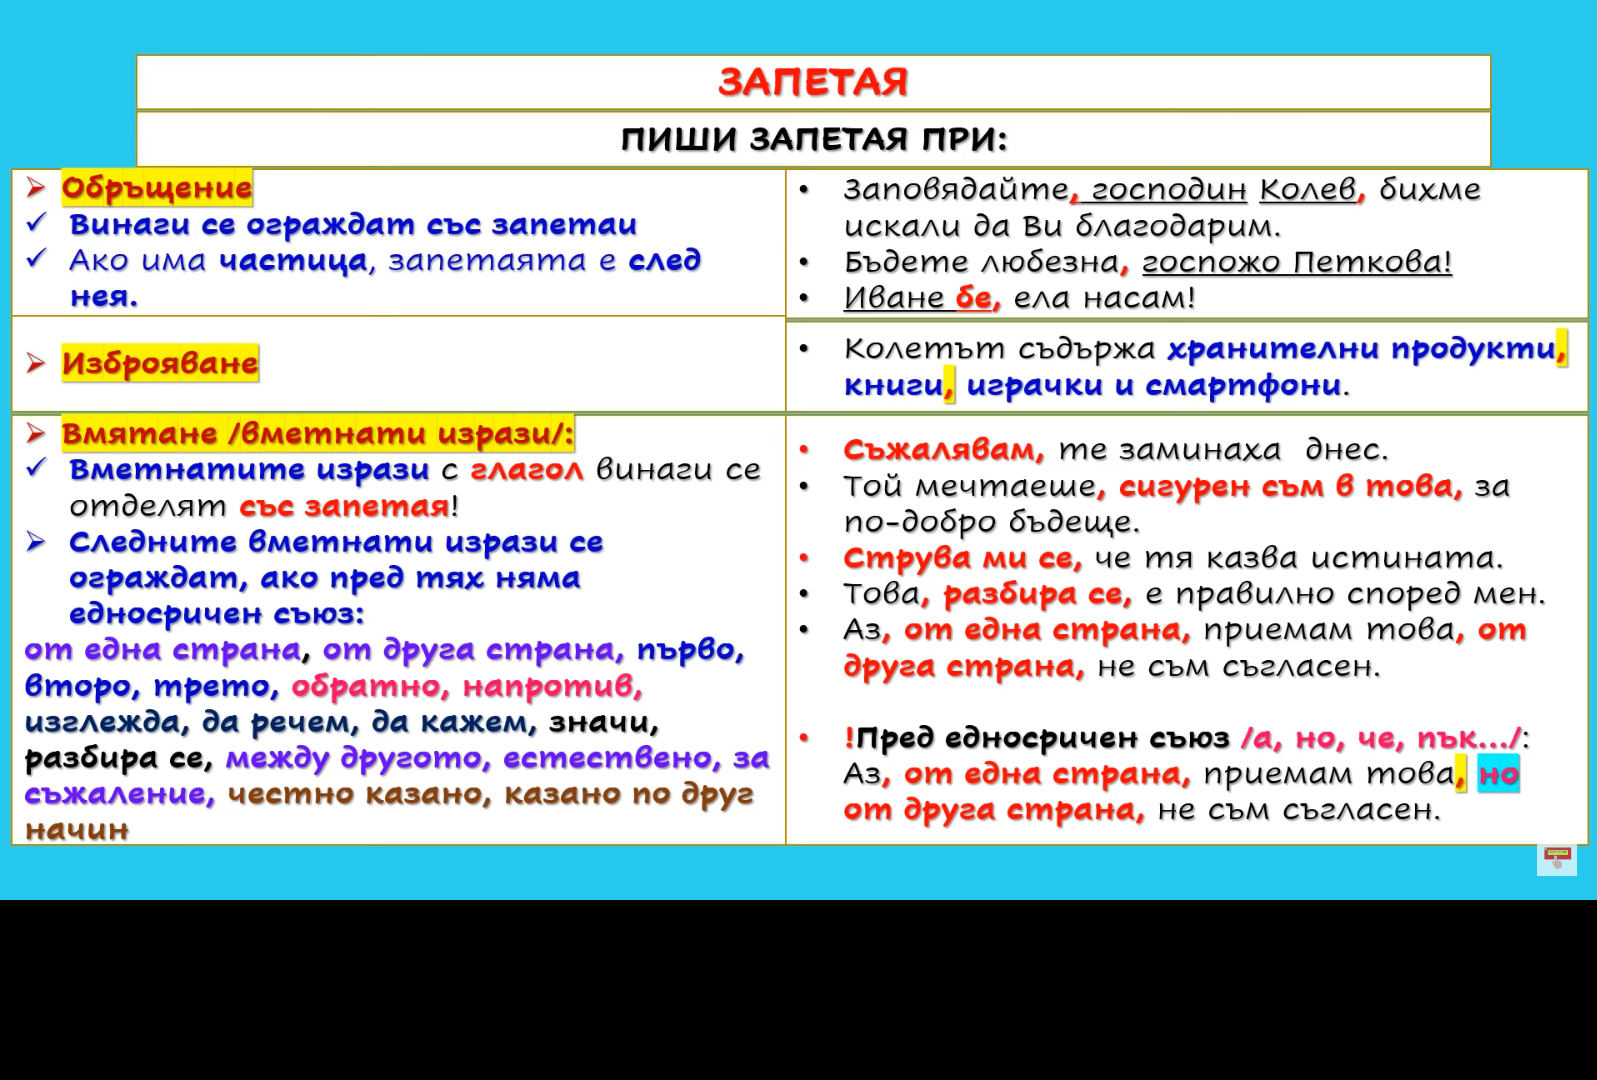 ЗАПЕТАЯ
ПИШИ ЗАПЕТАЯ ПРИ:
Обръщение
Винаги се ограждат със запетаи
Ако има частица, запетаята е след
нея.
Заповядайте, господин Колев, бихме
искали да Ви благодарим.
Бъдете любезна, госпожо Петкова!
Иване бе, ела насам!
Изброяване
Колетът съдържа хранителни продукти,
книги, играчки и смартфони.
Вмятане /вметнати изрази/:
Вметнатите изрази с глагол винаги се
отделят със запетая!
Следните вметнати изрази се
ограждат, ако пред тях няма
едносричен съюз:
от една страна, от друга страна, първо,
второ, трето, обратно, напротив,
изглежда, да речем, да кажем, значи,
разбира се, между другото, естествено, за
съжаление, честно казано, казано по друг
начин
Съжалявам, те заминаха днес.
Той мечтаеше, сигурен съм в това, за
по-добро бъдеще.
Струва ми се, че тя казва истината.
Това, разбира се, е правилно според мен.
Аз, от една страна, приемам това, от
друга страна, не съм съгласен.
!Пред едносричен съюз /а, но, че, пък.../:
Аз, от една страна, приемам това, но
от друга страна, не съм съгласен.